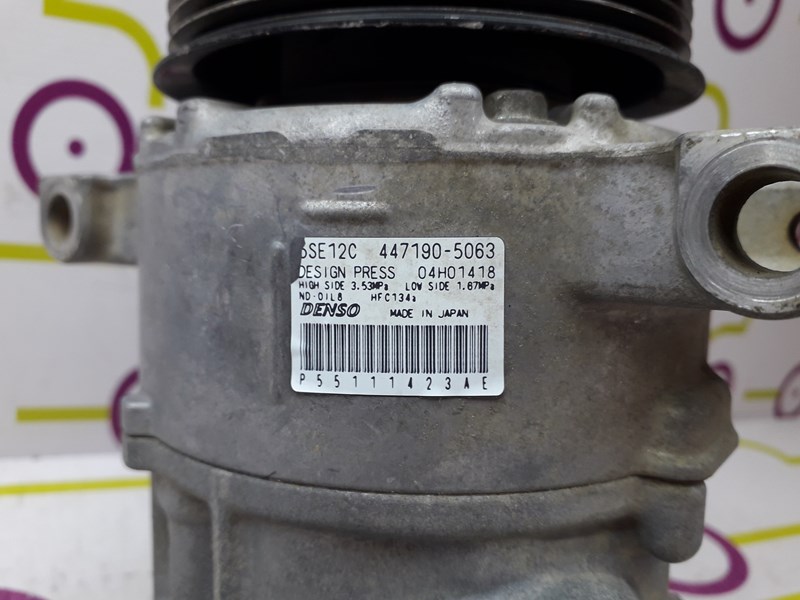 6SE12C 447190-5063
DESIGN PRESS 04H01418
HIGH SIDE 3.53MPa LOW SIDE 1.67MPa
ND-OIL8 HFC134a
DENSO MADE IN JAPAN
P55111423AE